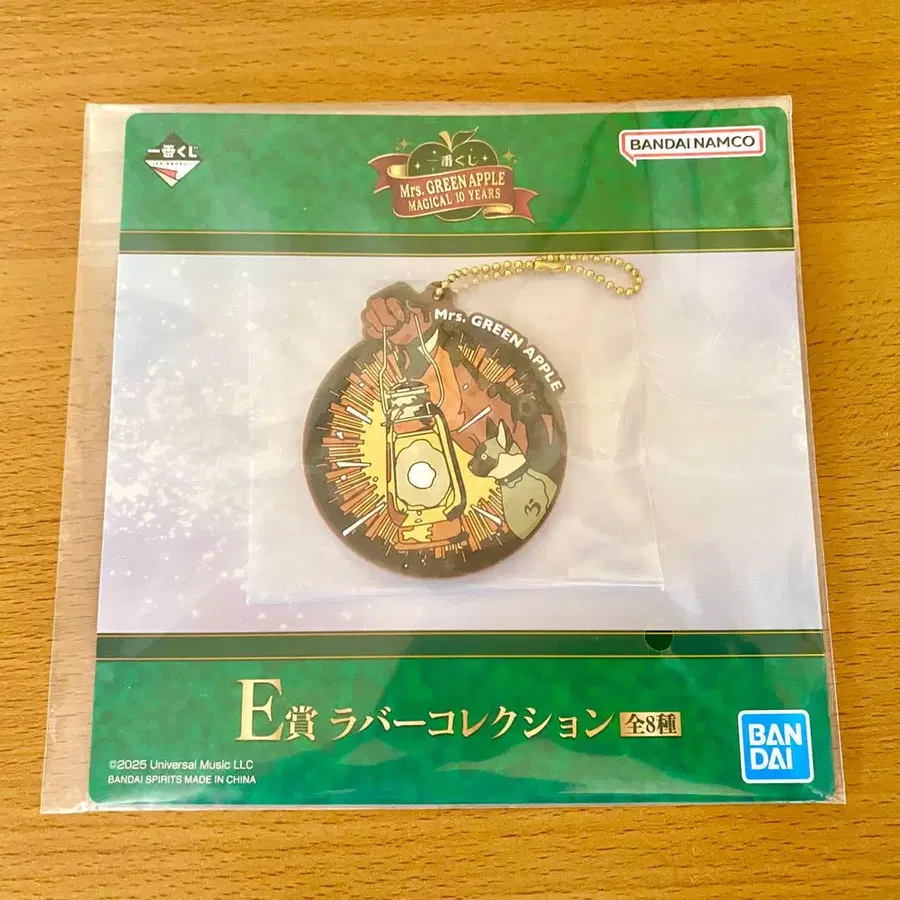 一番くじ
BANDAI NAMCO
一番くじ
Mrs. GREEN APPLE
MAGICAL 10 YEARS
Mrs. GREEN APPLE
E賞 ラバーコレクション 全8種
©2025 Universal Music LLC
BANDAI SPIRITS MADE IN CHINA
BAN
DAI